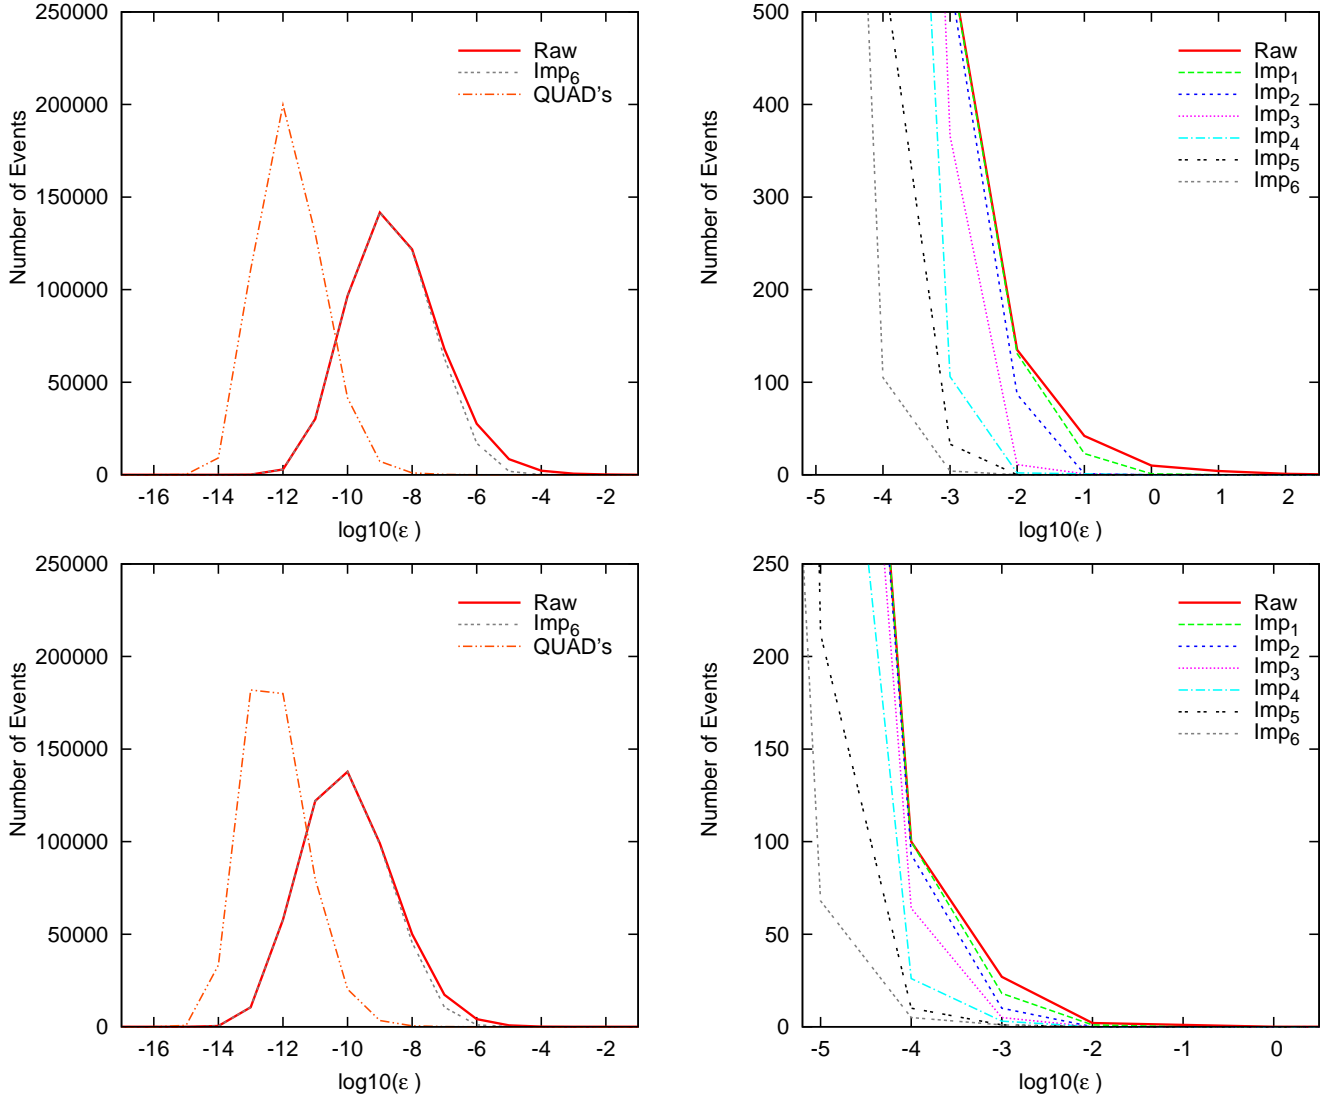 250000
200000
150000
100000
50000
0
Number of Events
-16 -14 -12 -10 -8 -6 -4 -2
log10(ε )
Raw
Imp6
QUAD's
500
400
300
200
100
0
Number of Events
-5 -4 -3 -2 -1 0 1 2
log10(ε )
Raw
Imp1
Imp2
Imp3
Imp4
Imp5
Imp6
250000
200000
150000
100000
50000
0
Number of Events
-16 -14 -12 -10 -8 -6 -4 -2
log10(ε )
Raw
Imp6
QUAD's
250
200
150
100
50
0
Number of Events
-5 -4 -3 -2 -1 0
log10(ε )
Raw
Imp1
Imp2
Imp3
Imp4
Imp5
Imp6